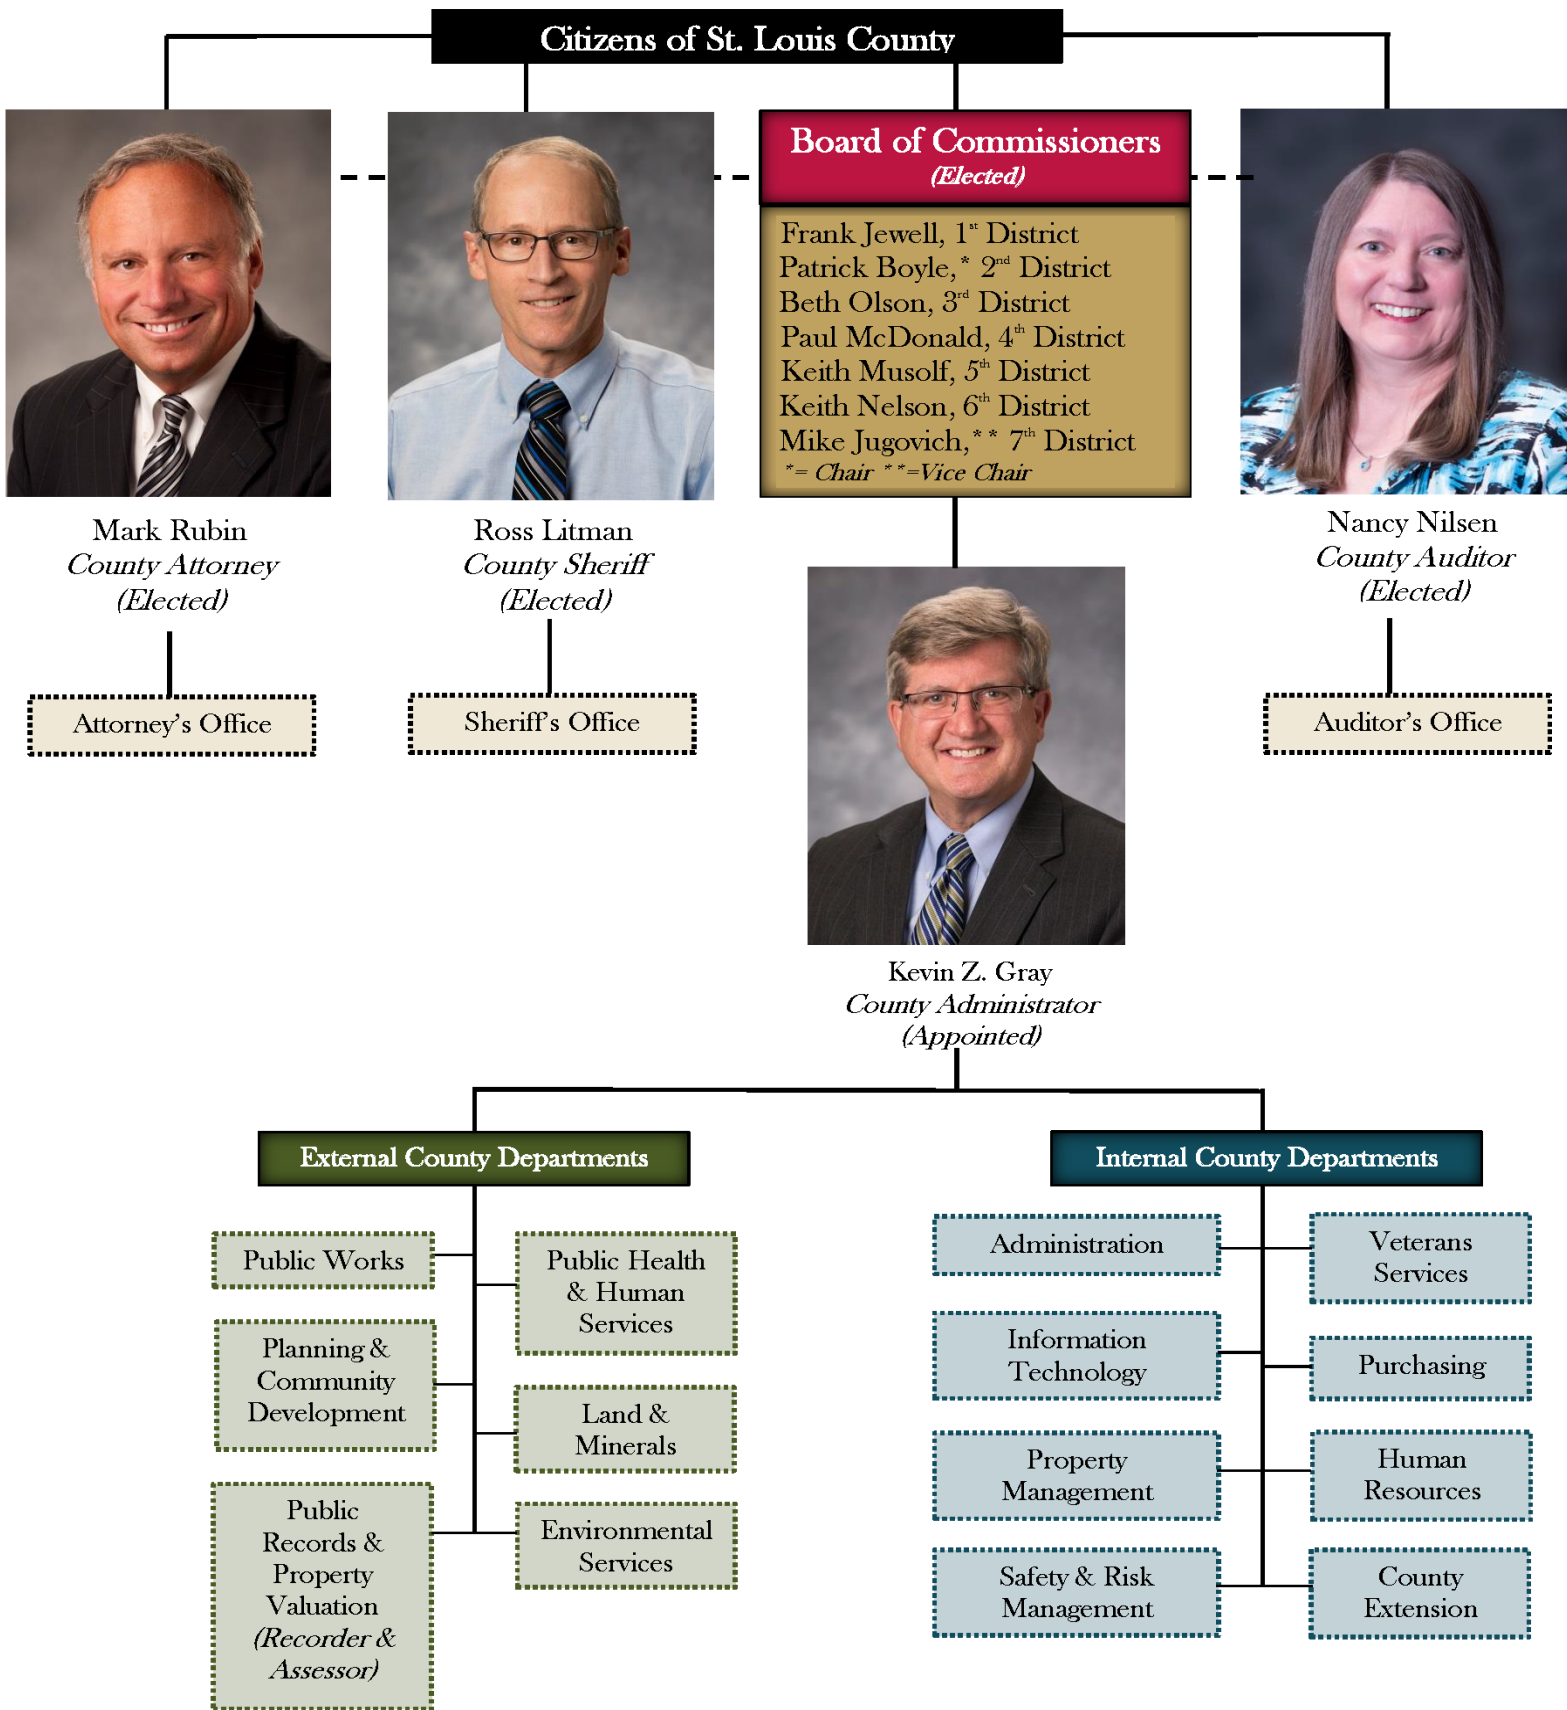 Citizens of St. Louis County
Board of Commissioners
(Elected)
Frank Jewell, 1st District
Patrick Boyle,* 2nd District
Beth Olson, 3rd District
Paul McDonald, 4th District
Keith Musolf, 5th District
Keith Nelson, 6th District
Mike Jugovich,** 7th District
*= Chair **=Vice Chair
Mark Rubin
County Attorney
(Elected)
Ross Litman
County Sheriff
(Elected)
Nancy Nilsen
County Auditor
(Elected)
Attorney's Office
Sheriff's Office
Auditor's Office
Kevin Z. Gray
County Administrator
(Appointed)
External County Departments
Public Works
Public Health
& Human
Services
Planning &
Community
Development
Land &
Minerals
Public
Records &
Property
Valuation
(Recorder &
Assessor)
Environmental
Services
Internal County Departments
Administration
Veterans
Services
Information
Technology
Purchasing
Property
Management
Human
Resources
Safety & Risk
Management
County
Extension